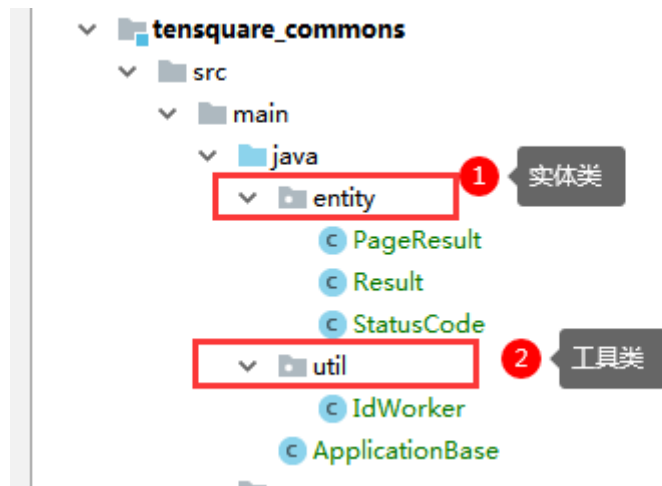 tensquare_commons
src
main
java
1 实体类
entity
C PageResult
C Result
C StatusCode
2 工具类
util
C IdWorker
C ApplicationBase